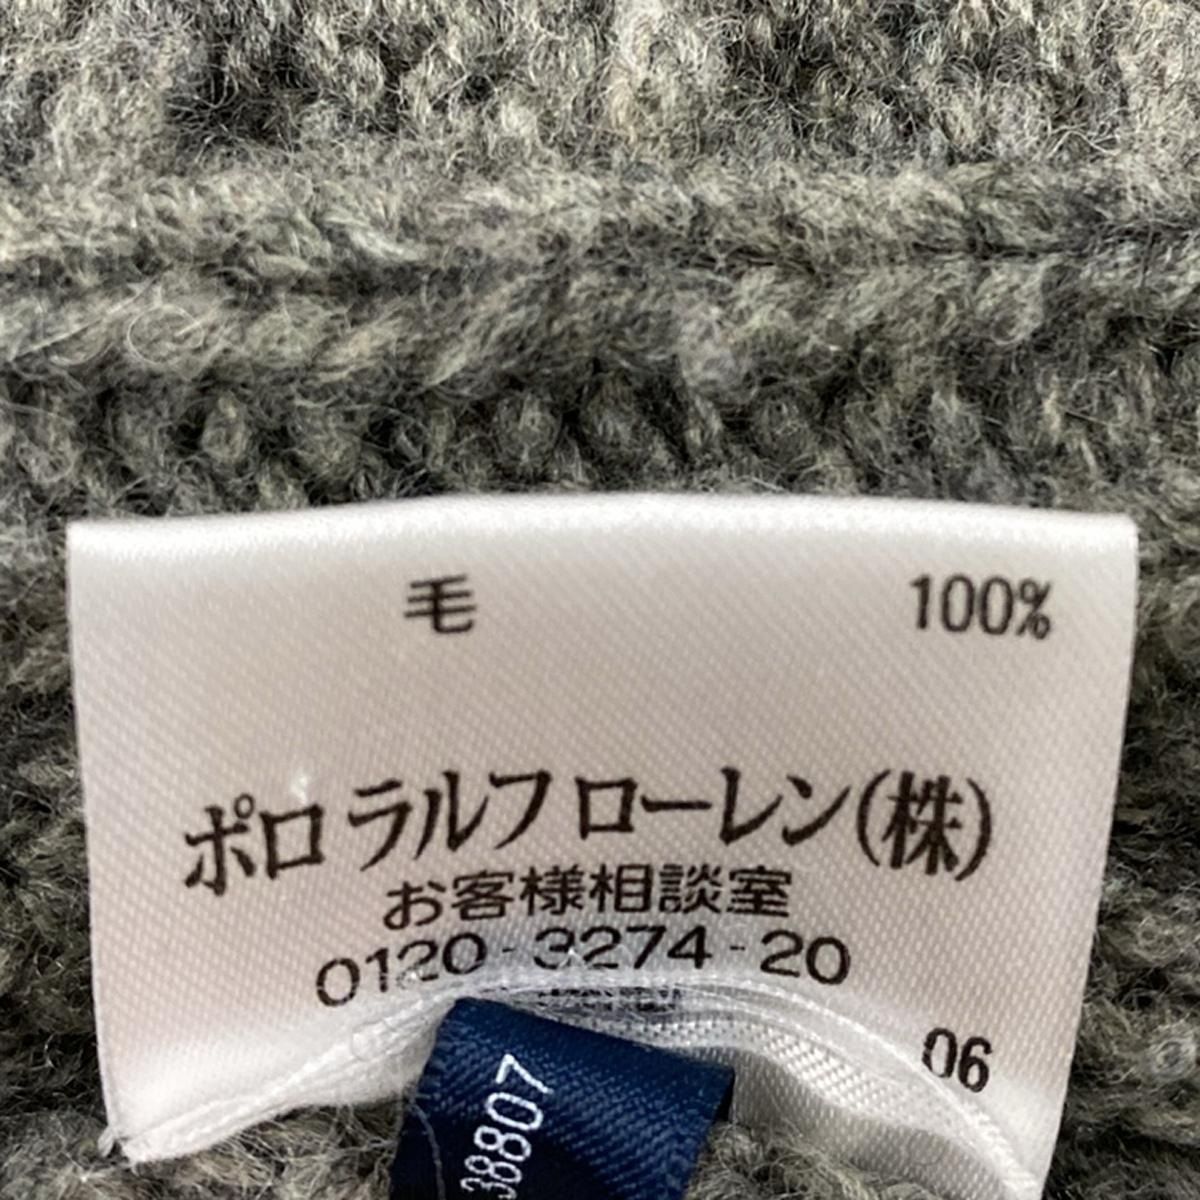 毛 100%
ポロ ラルフ ローレン(株)
お客様相談室
0120-3274-20
06
38807